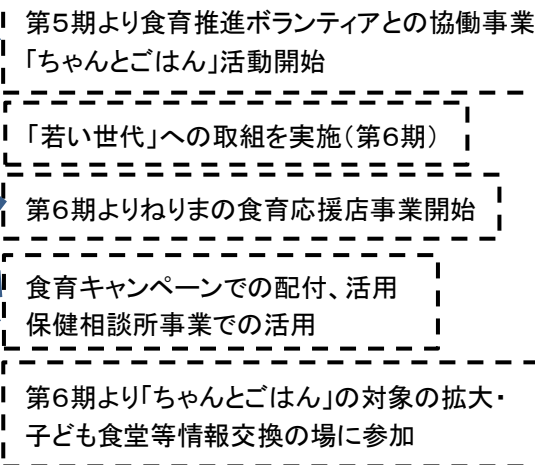 第5期より食育推進ボランティアとの協働事業
「ちゃんとごはん」活動開始
「若い世代」への取組を実施(第6期)
第6期よりねりまの食育応援店事業開始
食育キャンペーンでの配付、活用
保健相談所事業での活用
第6期より「ちゃんとごはん」の対象の拡大・
子ども食堂等情報交換の場に参加